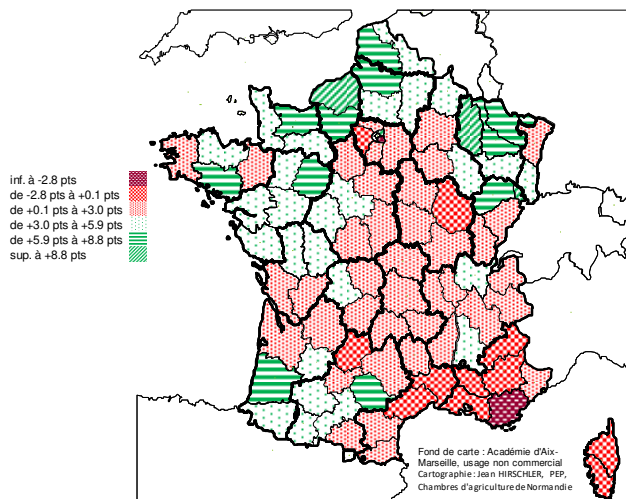 inf. à -2.8 pts
de -2.8 pts à +0.1 pts
de +0.1 pts à +3.0 pts
de +3.0 pts à +5.9 pts
de +5.9 pts à +8.8 pts
sup. à +8.8 pts
Fond de carte : Académie d'Aix-
Marseille, usage non commercial
Cartographie : Jean HIRSCHLER, PEP,
Chambres d'agriculture de Normandie